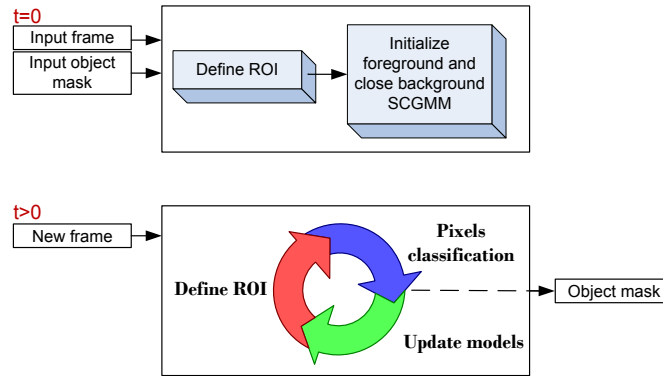 t=0
Input frame
Input object
mask
Define ROI
Initialize
foreground and
close background
SCGMM
t>0
New frame
Pixels
classification
Define ROI
Update models
Object mask